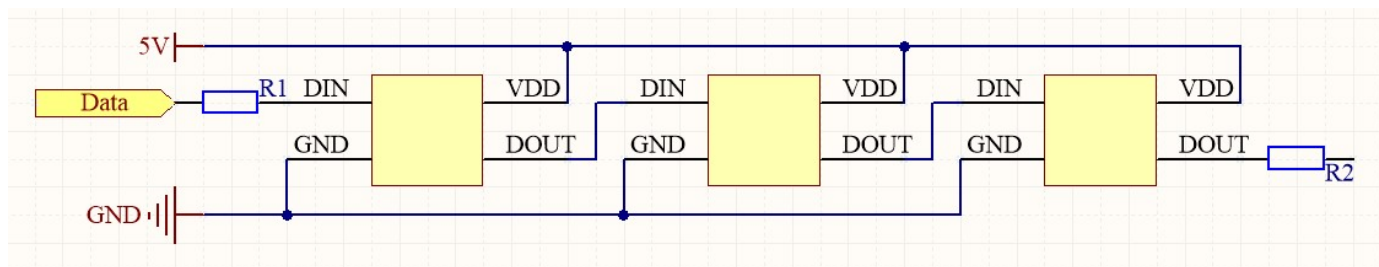 5V
Data
R1
DIN
VDD
GND
DOUT
DIN
VDD
GND
DOUT
DIN
VDD
GND
DOUT
R2
GND